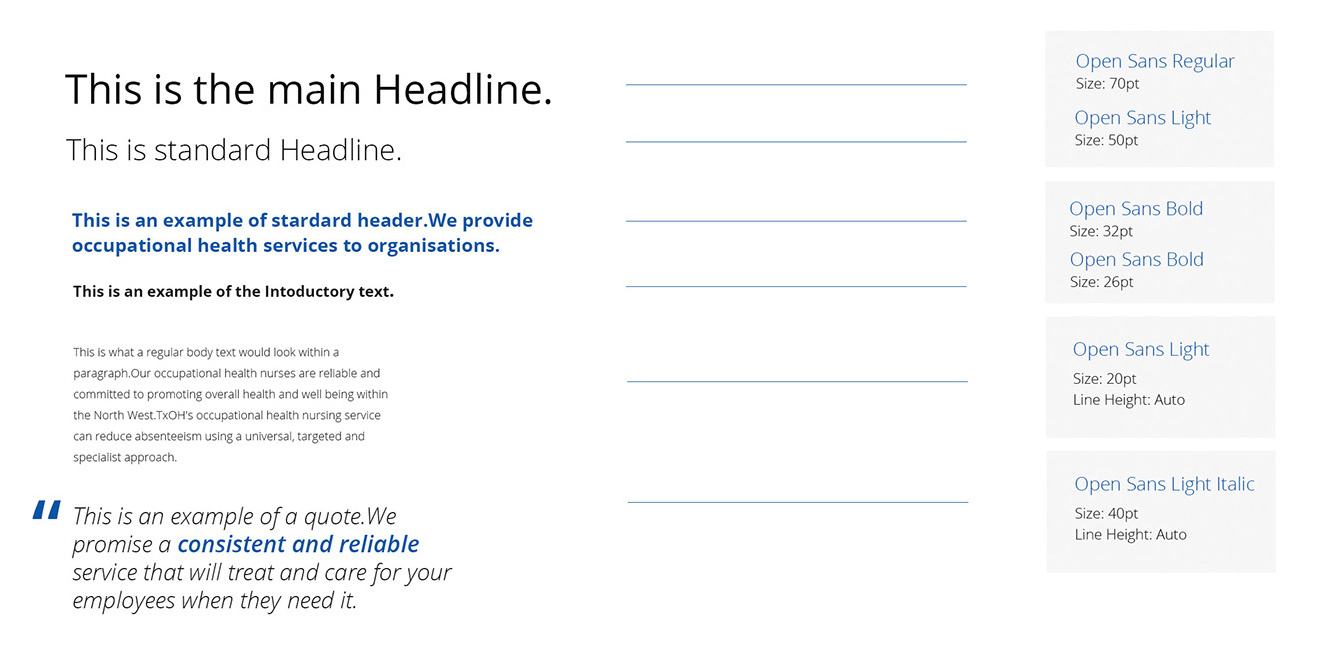 This is the main Headline.
This is standard Headline.
This is an example of stardard header.We provide
occupational health services to organisations.
This is an example of the Intoductory text.
This is what a regular body text would look within a
paragraph.Our occupational health nurses are reliable and
committed to promoting overall health and well being within
the North West.TxOH's occupational health nursing service
can reduce absenteeism using a universal, targeted and
specialist approach.
“ This is an example of a quote.We
promise a consistent and reliable
service that will treat and care for your
employees when they need it.
Open Sans Regular
Size: 70pt
Open Sans Light
Size: 50pt
Open Sans Bold
Size: 32pt
Open Sans Bold
Size: 26pt
Open Sans Light
Size: 20pt
Line Height: Auto
Open Sans Light Italic
Size: 40pt
Line Height: Auto